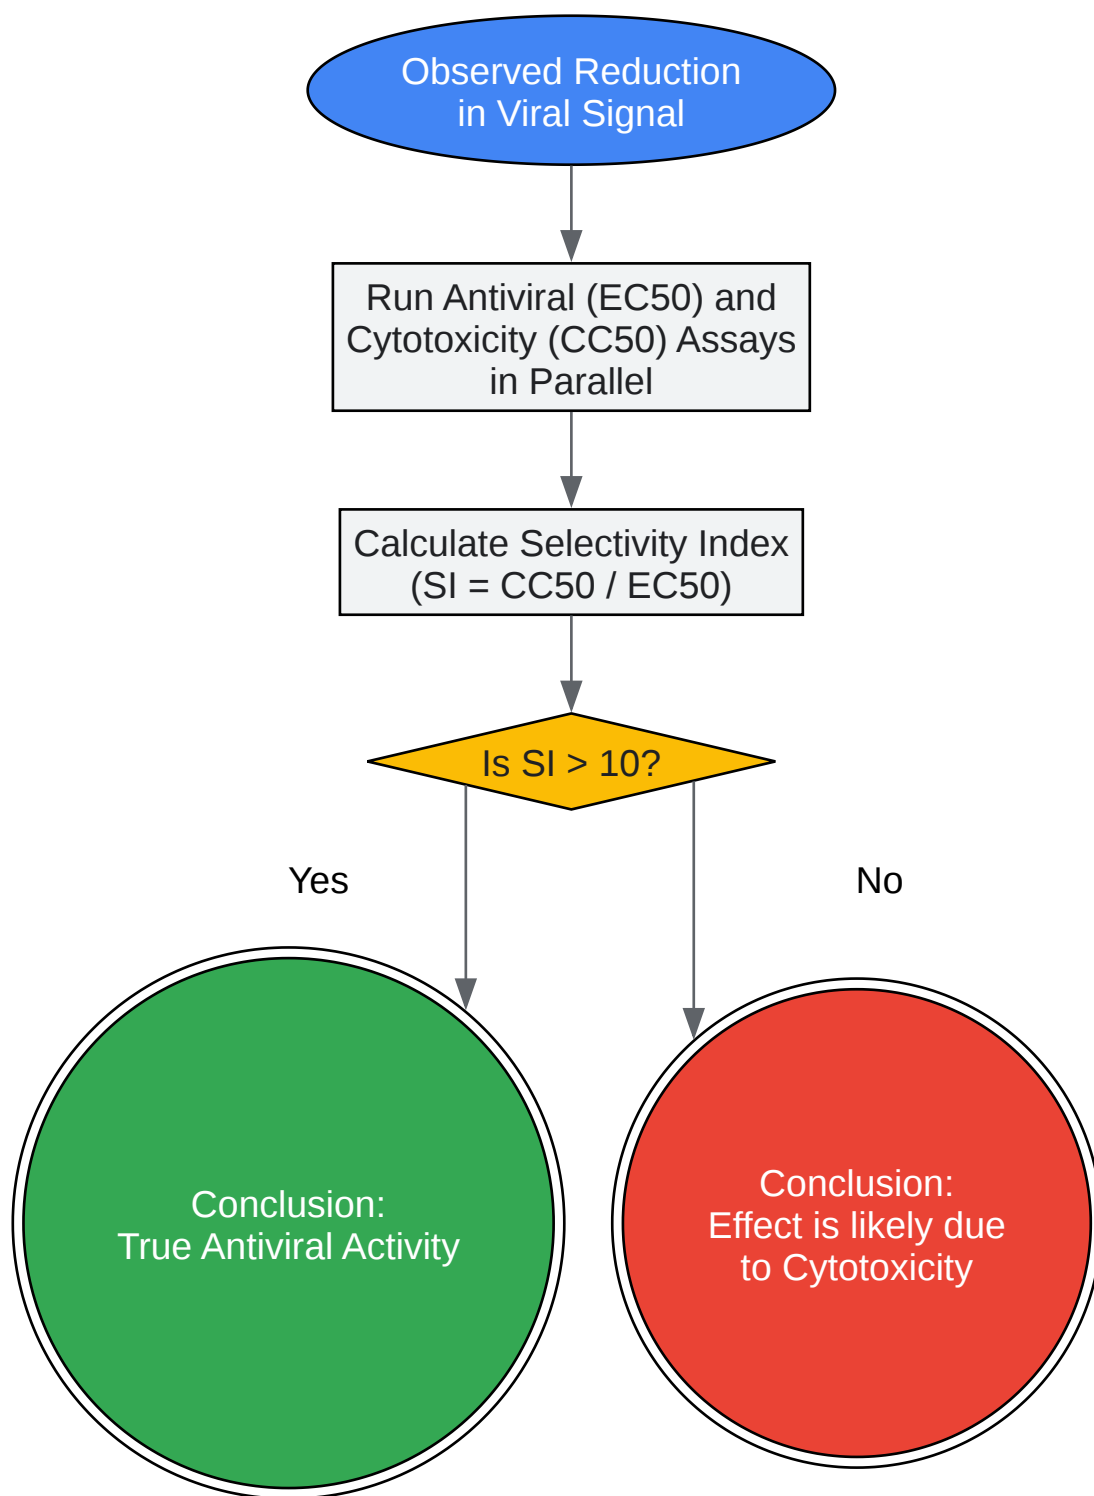 Observed Reduction
in Viral Signal
Run Antiviral (EC50) and
Cytotoxicity (CC50) Assays
in Parallel
Calculate Selectivity Index
(SI = CC50 / EC50)
Is SI > 10?
Yes
No
Conclusion:
True Antiviral Activity
Conclusion:
Effect is likely due
to Cytotoxicity